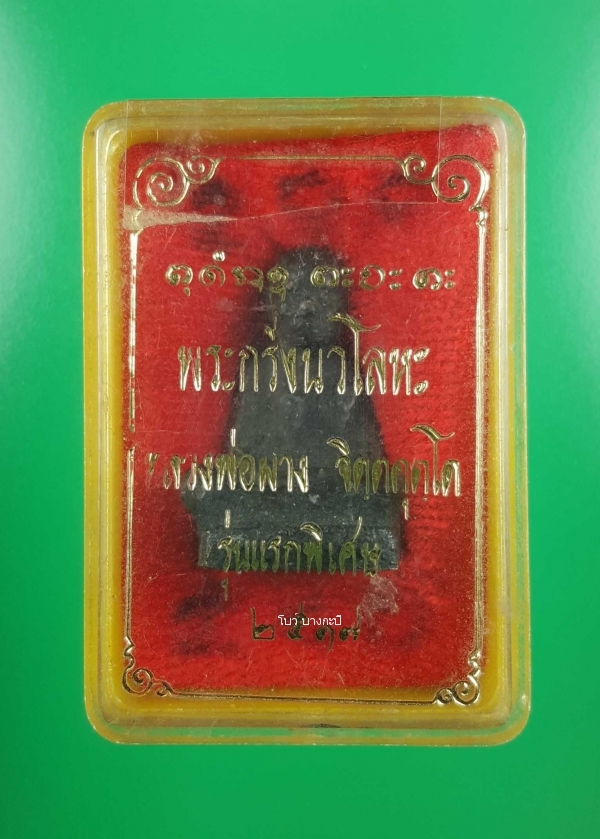 พระกริ่งนวโลหะ
หลวงพ่อผาง จิตฺตคุตฺโต
รุ่นแรกพิเศษ
โบว์ บางกะปิ
๒๕๑๗